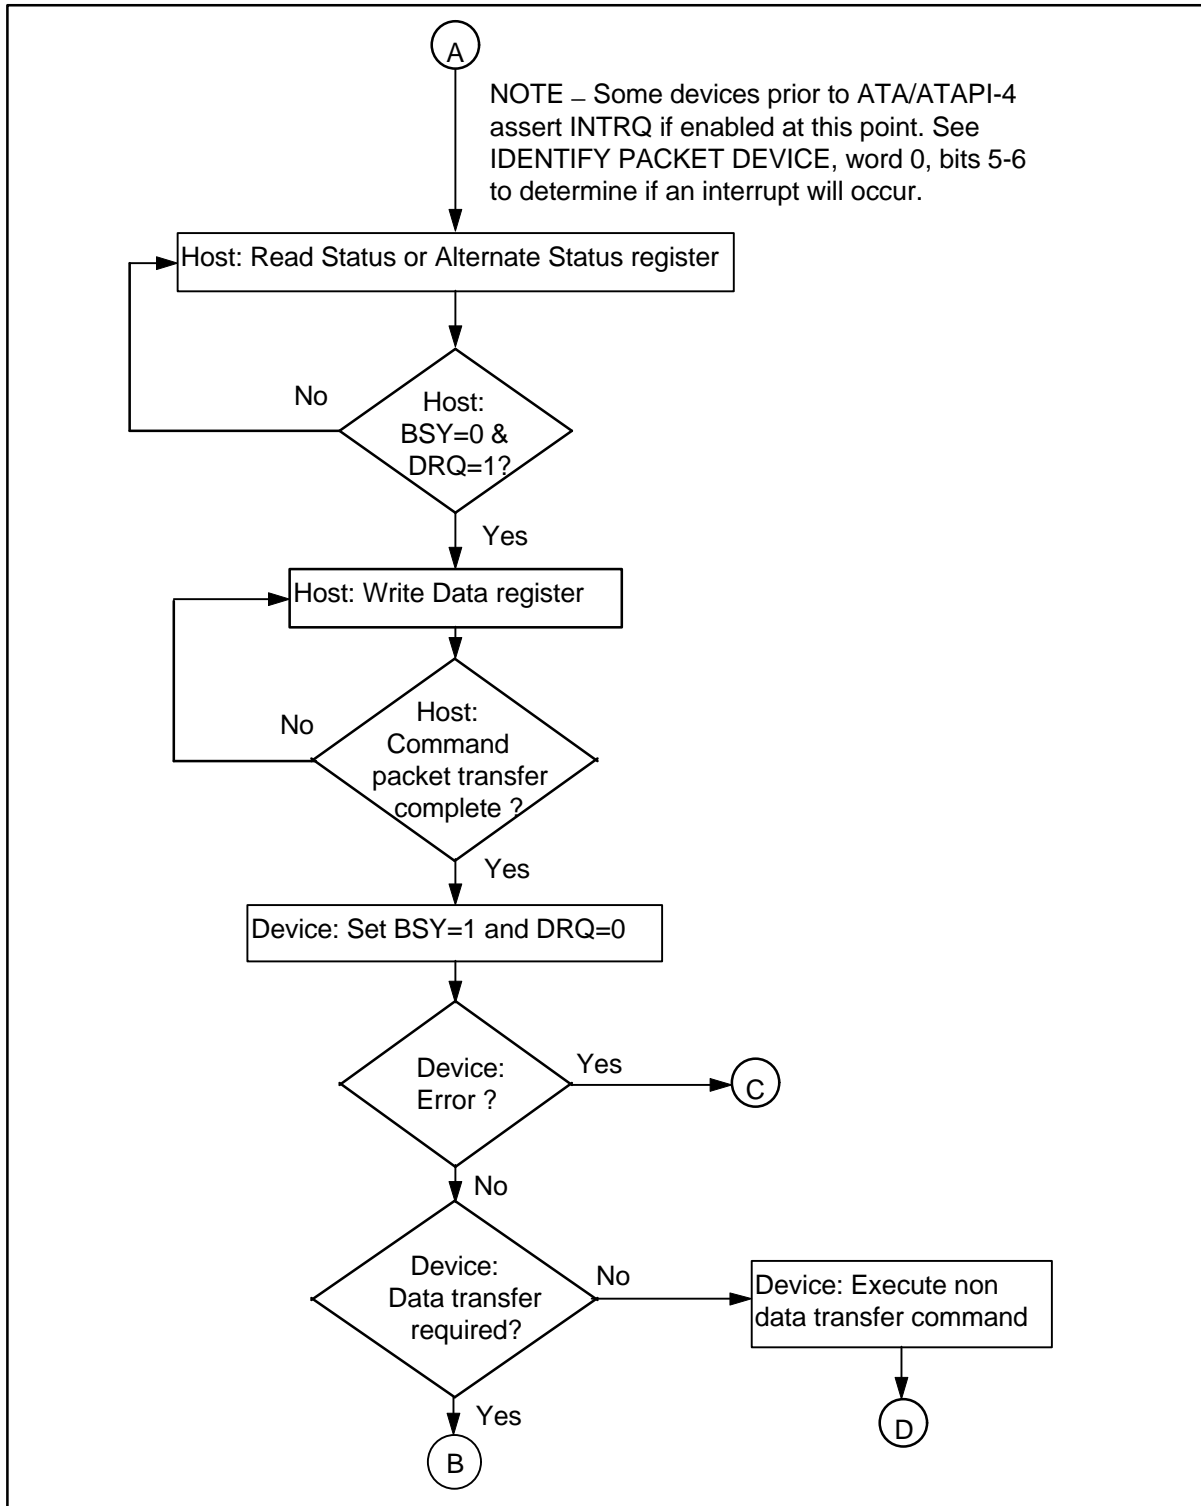 A
NOTE – Some devices prior to ATA/ATAPI-4
assert INTRQ if enabled at this point. See
IDENTIFY PACKET DEVICE, word 0, bits 5-6
to determine if an interrupt will occur.
Host: Read Status or Alternate Status register
No
Host:
BSY=0 &
DRQ=1?
Yes
Host: Write Data register
No
Host:
Command
packet transfer
complete ?
Yes
Device: Set BSY=1 and DRQ=0
Device:
Error ?
Yes
C
No
Device:
Data transfer
required?
No
Device: Execute non
data transfer command
Yes
D
B